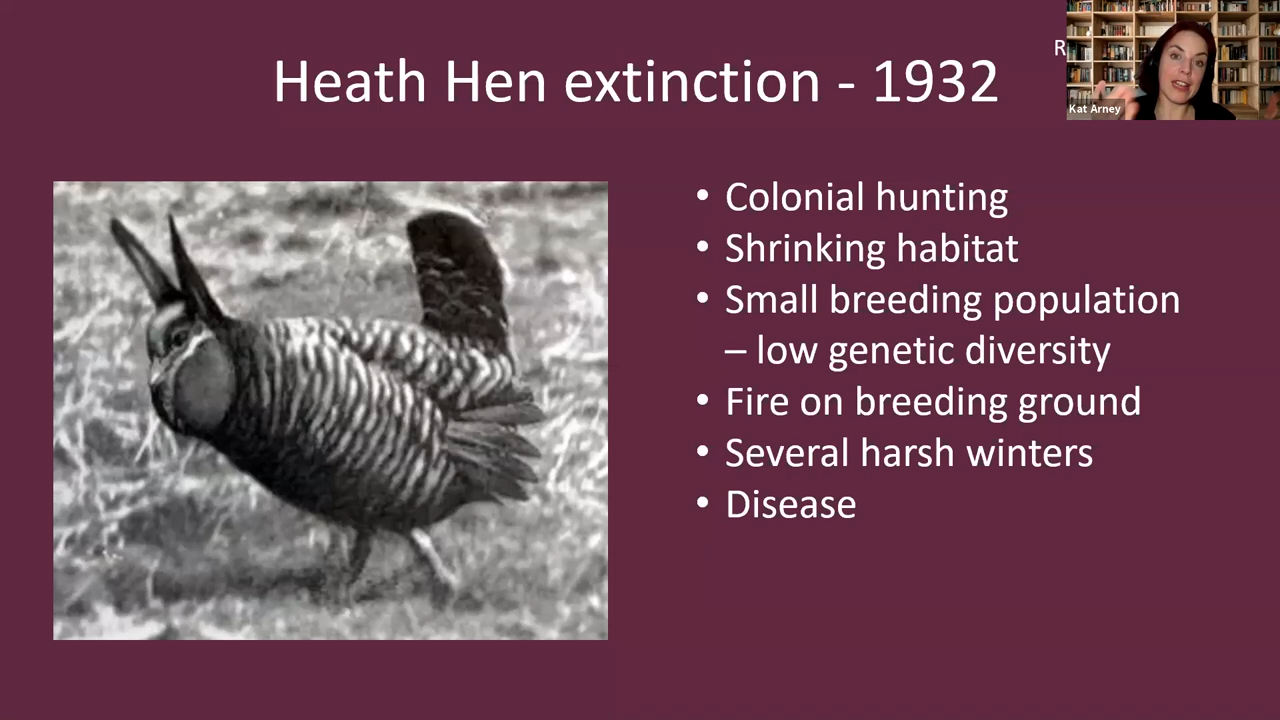 Heath Hen extinction - 1932
R
Kat Arney
• Colonial hunting
• Shrinking habitat
• Small breeding population
– low genetic diversity
• Fire on breeding ground
• Several harsh winters
• Disease